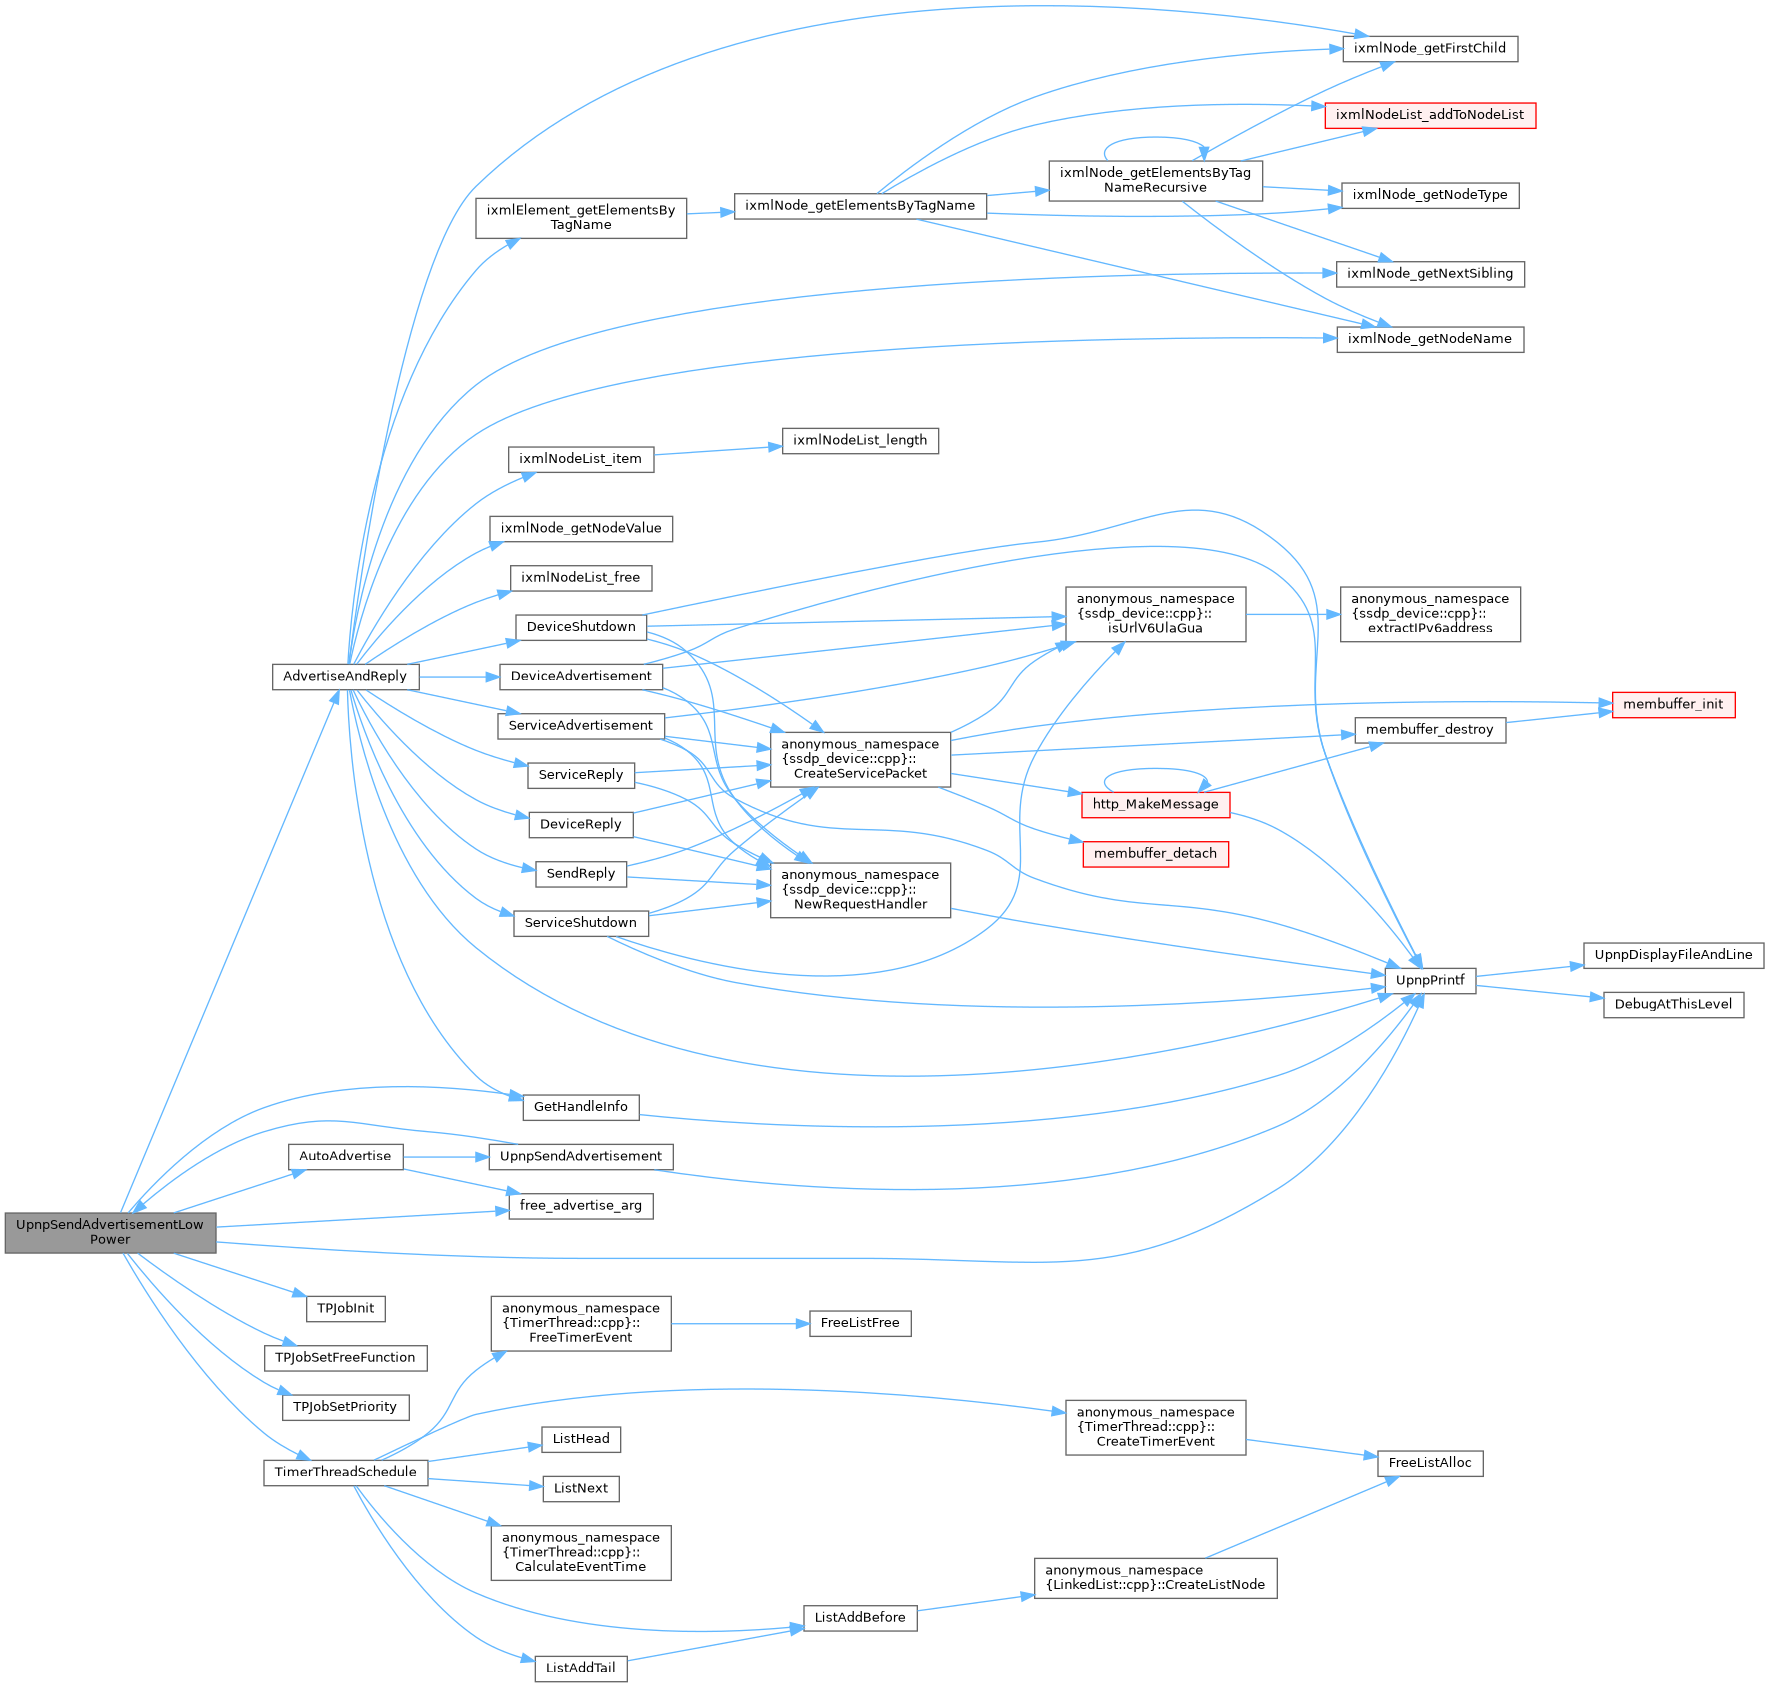 ixmlNode_getFirstChild
ixmlNodeList_addToNodeList
ixmlNode_getElementsByTag
NameRecursive
ixmlNode_getNodeType
ixmlElement_getElementsBy
TagName
ixmlNode_getElementsByTagName
ixmlNode_getNextSibling
ixmlNode_getNodeName
ixmlNodeList_item
ixmlNodeList_length
ixmlNode_getNodeValue
ixmlNodeList_free
DeviceShutdown
anonymous_namespace
{ssdp_device::cpp}::
isUrlV6UlaGua
anonymous_namespace
{ssdp_device::cpp}::
extractIPv6address
AdvertiseAndReply
DeviceAdvertisement
ServiceAdvertisement
membuffer_init
membuffer_destroy
anonymous_namespace
{ssdp_device::cpp}::
CreateServicePacket
ServiceReply
http_MakeMessage
DeviceReply
membuffer_detach
SendReply
anonymous_namespace
{ssdp_device::cpp}::
NewRequestHandler
ServiceShutdown
UpnpPrintf
UpnpDisplayFileAndLine
DebugAtThisLevel
GetHandleInfo
AutoAdvertise
UpnpSendAdvertisement
free_advertise_arg
UpnpSendAdvertisementLow
Power
TPJobInit
TPJobSetFreeFunction
TPJobSetPriority
anonymous_namespace
{TimerThread::cpp}::
FreeTimerEvent
FreeListFree
TimerThreadSchedule
ListHead
ListNext
anonymous_namespace
{TimerThread::cpp}::
CreateTimerEvent
FreeListAlloc
anonymous_namespace
{TimerThread::cpp}::
CalculateEventTime
anonymous_namespace
{LinkedList::cpp}::CreateListNode
ListAddBefore
ListAddTail